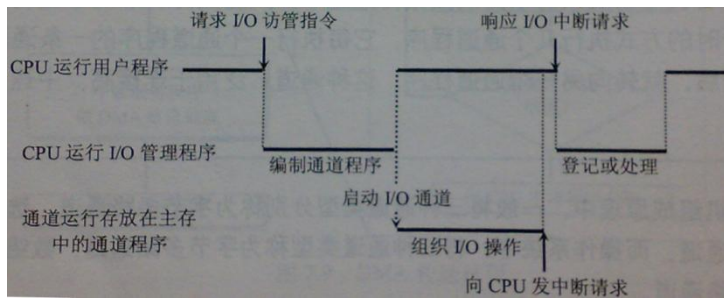 请求 I/O 访管指令
响应 I/O 中断请求
CPU 运行用户程序
CPU 运行 I/O 管理程序
编制通道程序
登记或处理
启动 I/O 通道
通道运行存放在主存
中的通道程序
组织 I/O 操作
向 CPU 发中断请求